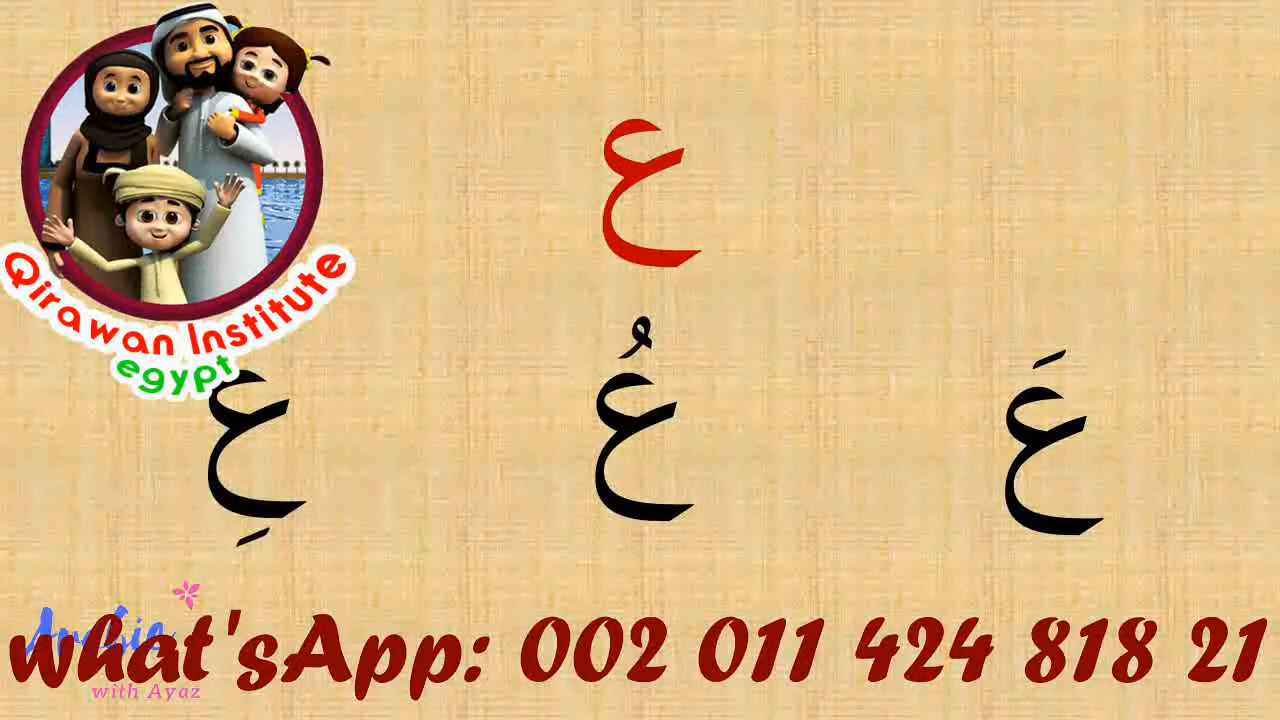 Qirawan Institute
egypt
ع
عَ عُ عِ
what'sApp: 002 011 424 818 21
with Ayaz